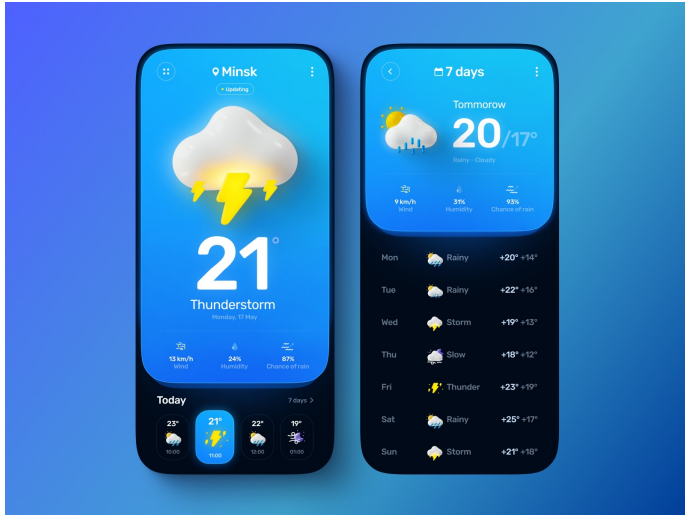 Minsk
• Updating
21°
Thunderstorm
Monday, 17 May
13 km/h
Wind
24%
Humidity
87%
Chance of rain
Today
7 days >
23°
10:00
21°
11:00
22°
12:00
19°
01:00
7 days
Tommorow
20/17°
Rainy - Cloudy
9 km/h
Wind
31%
Humidity
93%
Chance of rain
Mon Rainy +20° +14°
Tue Rainy +22° +16°
Wed Storm +19° +13°
Thu Slow +18° +12°
Fri Thunder +23° +19°
Sat Rainy +25° +17°
Sun Storm +21° +18°